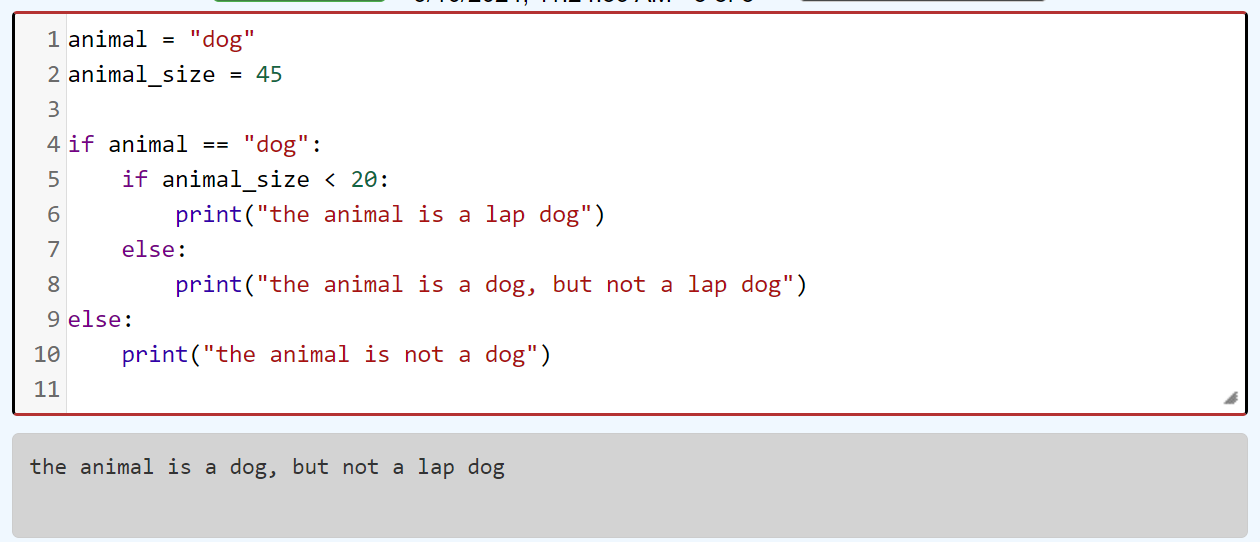 1 animal = "dog"
2 animal_size = 45
3
4 if animal == "dog":
5     if animal_size < 20:
6         print("the animal is a lap dog")
7     else:
8         print("the animal is a dog, but not a lap dog")
9 else:
10     print("the animal is not a dog")
11
the animal is a dog, but not a lap dog